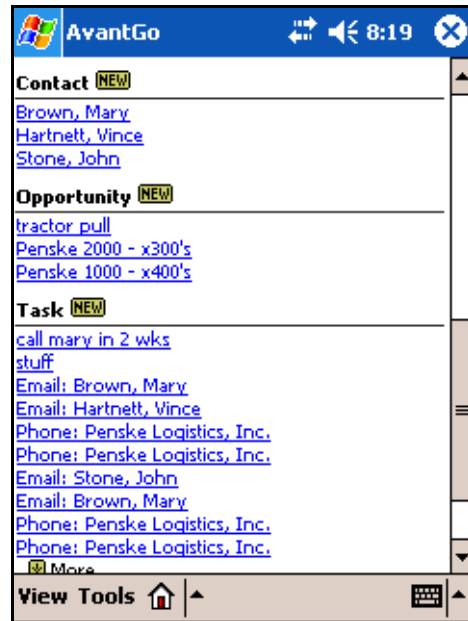 AvantGo 8:19
Contact NEW
Brown, Mary
Hartnett, Vince
Stone, John
Opportunity NEW
tractor pull
Penske 2000 - x300's
Penske 1000 - x400's
Task NEW
call mary in 2 wks
stuff
Email: Brown, Mary
Email: Hartnett, Vince
Phone: Penske Logistics, Inc.
Phone: Penske Logistics, Inc.
Email: Stone, John
Email: Brown, Mary
Phone: Penske Logistics, Inc.
Phone: Penske Logistics, Inc.
More
View Tools